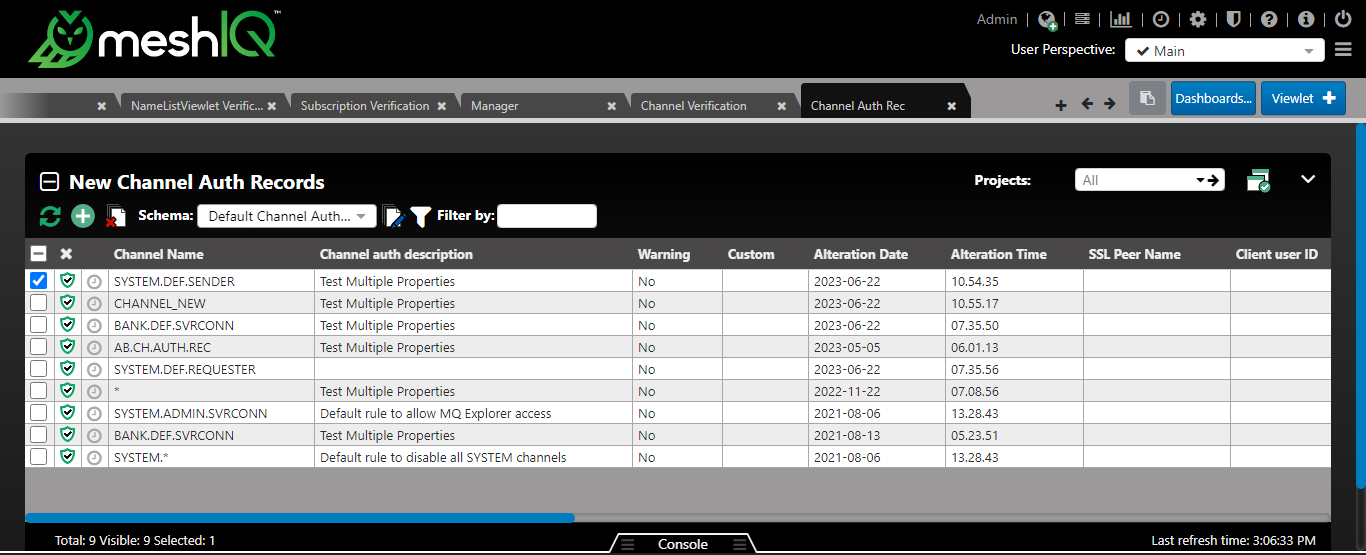 meshIQ™
Admin
User Perspective: Main
NameListViewlet Verific... Subscription Verification Manager Channel Verification Channel Auth Rec
Dashboards... Viewlet
New Channel Auth Records
Projects: All
Schema: Default Channel Auth... Filter by:
Channel Name Channel auth description Warning Custom Alteration Date Alteration Time SSL Peer Name Client user ID
SYSTEM.DEF.SENDER Test Multiple Properties No 2023-06-22 10.54.35
CHANNEL_NEW Test Multiple Properties No 2023-06-22 10.55.17
BANK.DEF.SVRCONN Test Multiple Properties No 2023-06-22 07.35.50
AB.CH.AUTH.REC Test Multiple Properties No 2023-05-05 06.01.13
SYSTEM.DEF.REQUESTER No 2023-06-22 07.35.56
* Test Multiple Properties No 2022-11-22 07.08.56
SYSTEM.ADMIN.SVRCONN Default rule to allow MQ Explorer access No 2021-08-06 13.28.43
BANK.DEF.SVRCONN Test Multiple Properties No 2021-08-13 05.23.51
SYSTEM.* Default rule to disable all SYSTEM channels No 2021-08-06 13.28.43
Total: 9 Visible: 9 Selected: 1
Console
Last refresh time: 3:06:33 PM